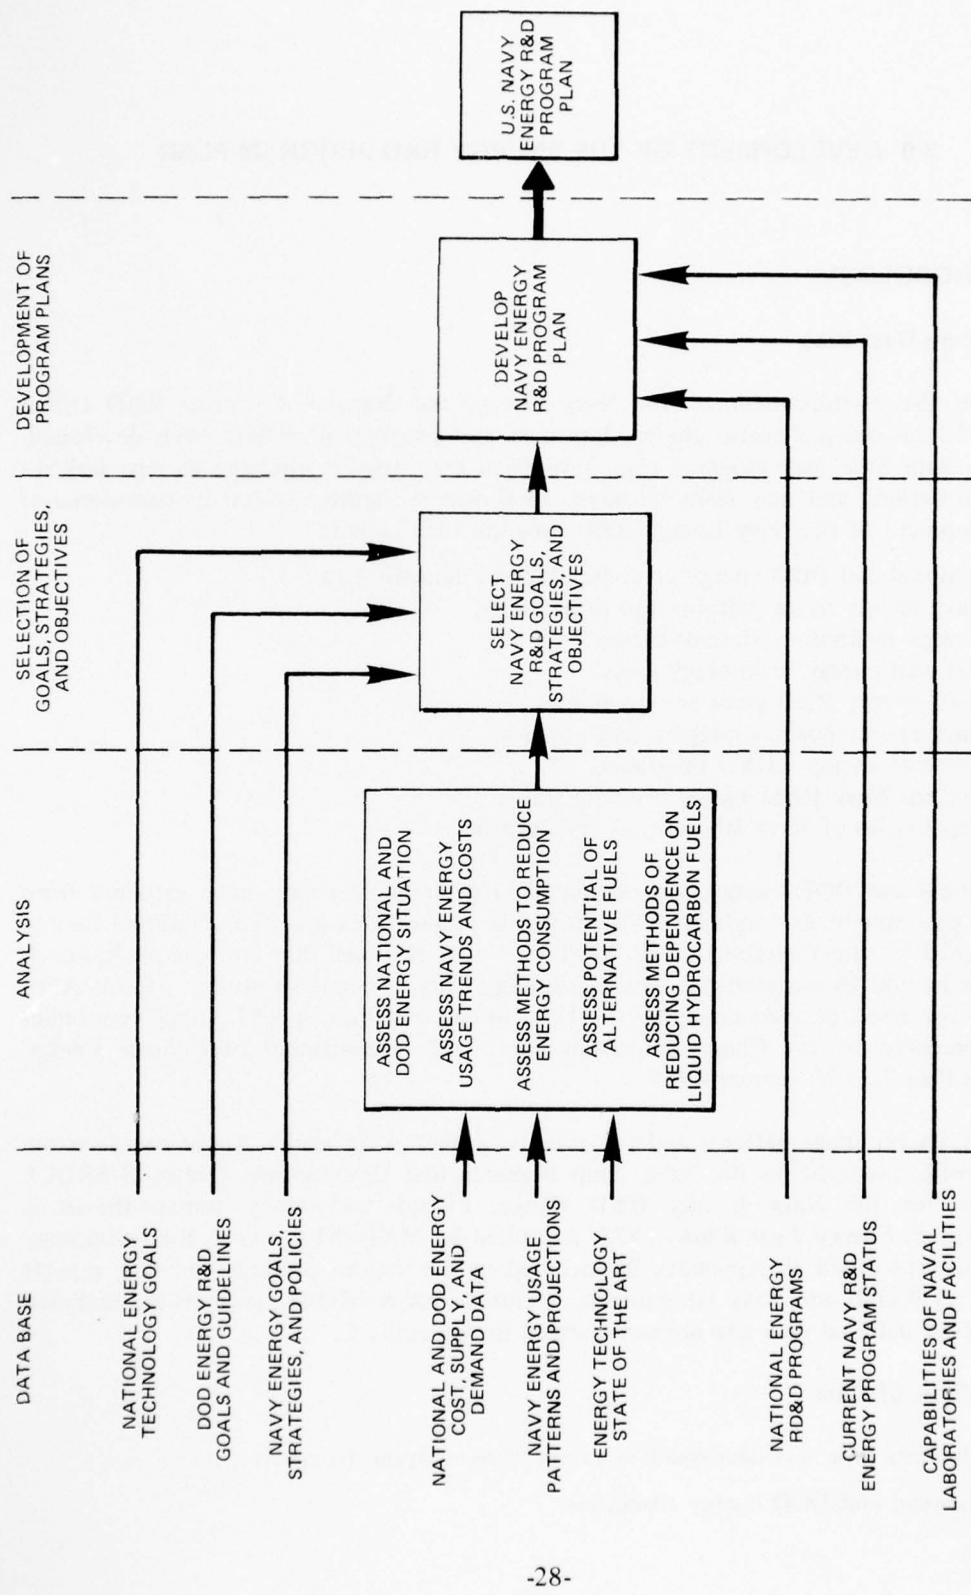 DATA BASE
ANALYSIS
SELECTION OF
GOALS, STRATEGIES,
AND OBJECTIVES
DEVELOPMENT OF
PROGRAM PLANS
NATIONAL ENERGY
TECHNOLOGY GOALS
DOD ENERGY R&D
GOALS AND GUIDELINES
NAVY ENERGY GOALS,
STRATEGIES, AND POLICIES
NATIONAL AND DOD ENERGY
COST, SUPPLY, AND
DEMAND DATA
NAVY ENERGY USAGE
PATTERNS AND PROJECTIONS
ENERGY TECHNOLOGY
STATE OF THE ART
NATIONAL ENERGY
RD&D PROGRAMS
CURRENT NAVY R&D
ENERGY PROGRAM STATUS
CAPABILITIES OF NAVAL
LABORATORIES AND FACILITIES
ASSESS NATIONAL AND
DOD ENERGY SITUATION
ASSESS NAVY ENERGY
USAGE TRENDS AND COSTS
ASSESS METHODS TO REDUCE
ENERGY CONSUMPTION
ASSESS POTENTIAL OF
ALTERNATIVE FUELS
ASSESS METHODS OF
REDUCING DEPENDENCE ON
LIQUID HYDROCARBON FUELS
SELECT
NAVY ENERGY
R&D GOALS,
STRATEGIES, AND
OBJECTIVES
DEVELOP
NAVY ENERGY
R&D PROGRAM
PLAN
U.S. NAVY
ENERGY R&D
PROGRAM
PLAN
-28-